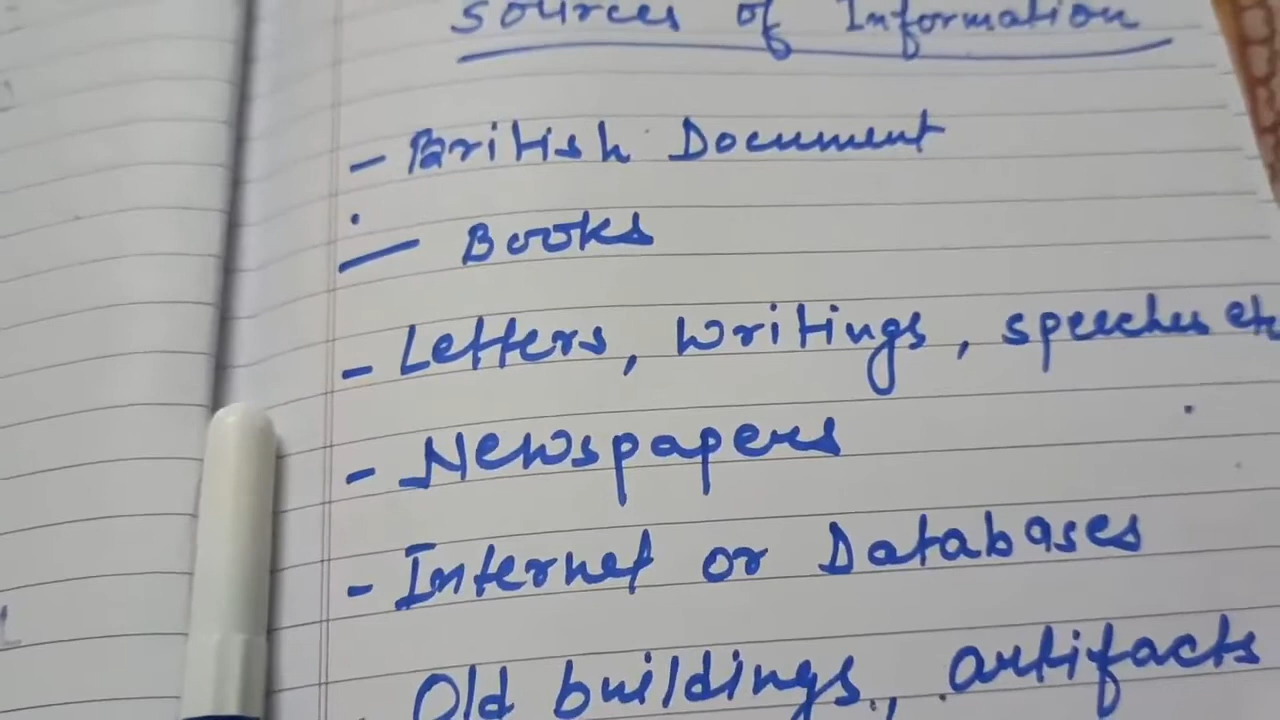 Sources of Information
- British Document
- Books
- Letters, writings, speeches etc
- Newspapers
- Internet or Databases
Old buildings, artifacts